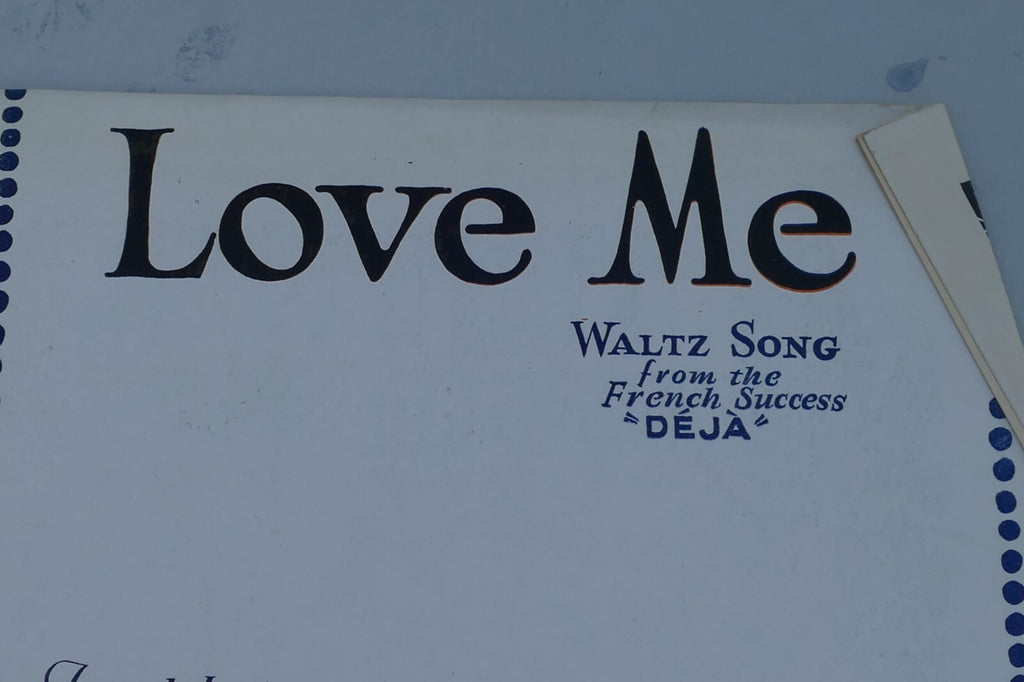 Love Me
Waltz Song
from the
French Success
"DÉJÀ"